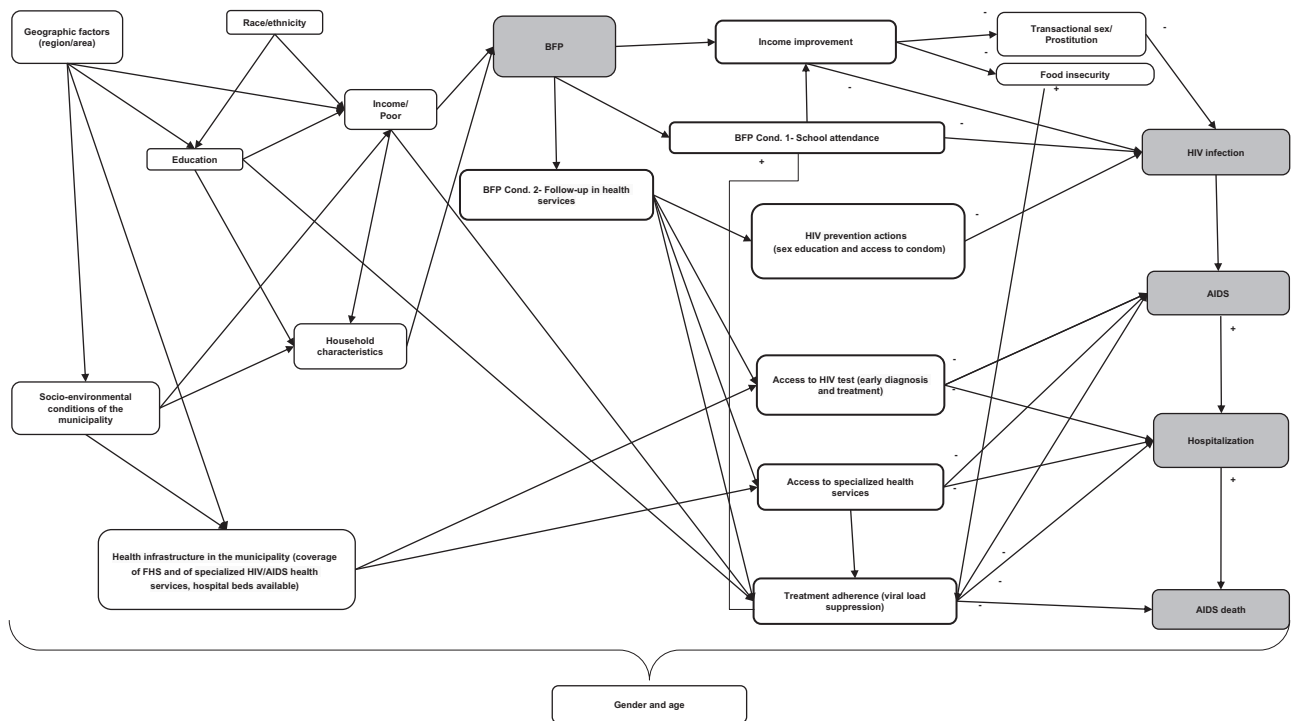 Geographic factors
(region/area)
Race/ethnicity
BFP
Income improvement
-
Transactional sex/
Prostitution
-
-
Food insecurity
+
Income/
Poor
-
Education
BFP Cond. 1- School attendance
-
+
HIV infection
BFP Cond. 2- Follow-up in health
services
HIV prevention actions
(sex education and access to condom)
-
AIDS
+
Household
characteristics
Socio-environmental
conditions of the
municipality
Access to HIV test (early diagnosis
and treatment)
-
-
Hospitalization
+
Access to specialized health
services
-
-
Health infrastructure in the municipality (coverage
of FHS and of specialized HIV/AIDS health
services, hospital beds available)
Treatment adherence (viral load
suppression)
-
-
-
AIDS death
Gender and age